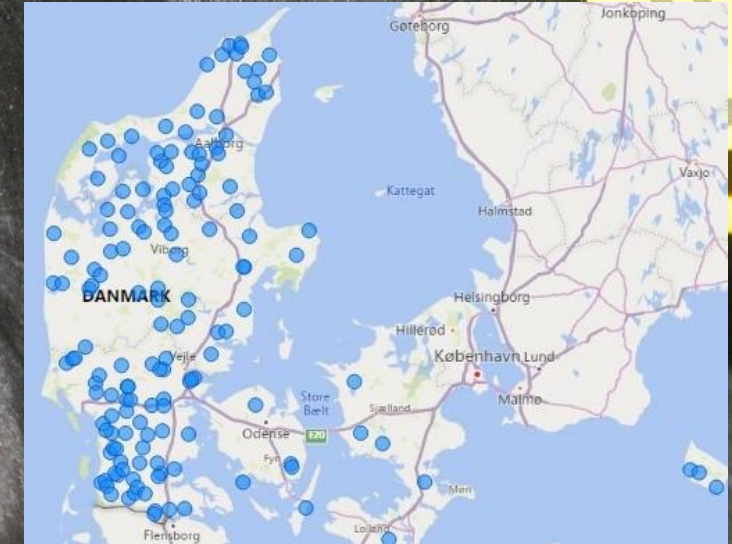 Jönköping
Göteborg
Aalborg
Växjö
Kattegat
Halmstad
Viborg
DANMARK
Helsingborg
Hillerød
København
Lund
Vejle
Malmø
Store
Bælt
Sjælland
E20
Odense
Fyn
Møn
Lolland
Flensborg